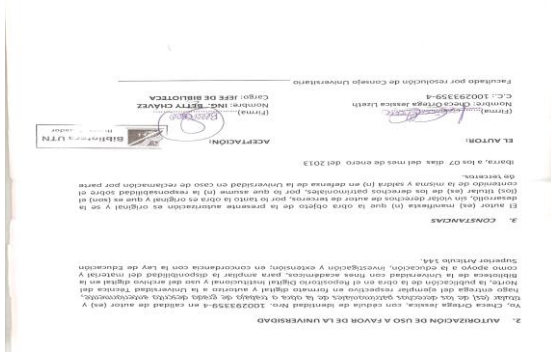 2. AUTORIZACIÓN DE USO A FAVOR DE LA UNIVERSIDAD
Yo, Checa Ortega Jessica, con cédula de identidad Nro. 100293359-4 en calidad de autor (es) y
titular (es) de los derechos patrimoniales de la obra o trabajo de grado descrito anteriormente,
hago entrega del ejemplar respectivo en formato digital y autorizo a la Universidad Técnica del
Norte, la publicación de la obra en el Repositorio Digital Institucional y uso del archivo digital en la
Biblioteca de la Universidad con fines académicos, para ampliar la disponibilidad del material y
como apoyo a la educación, investigación y extensión; en concordancia con la Ley de Educación
Superior Artículo 144.
3. CONSTANCIAS
El autor (es) manifiesta (n) que la obra objeto de la presente autorización es original y se la
desarrolló, sin violar derechos de autor de terceros, por lo tanto la obra es original y que es (son) el
(los) titular (es) de los derechos patrimoniales, por lo que asume (n) la responsabilidad sobre el
contenido de la misma y saldrá (n) en defensa de la Universidad en caso de reclamación por parte
de terceros.
Ibarra, a los 07 días del mes de enero del 2013
EL AUTOR:
ACEPTACIÓN:
Biblioteca UTN
(Firma)
Nombre: Checa Ortega Jessica Lizeth
C.C.: 100293359-4
(Firma)
Nombre: ING. BETTY CHÁVEZ
Cargo: JEFE DE BIBLIOTECA
Facultado por resolución de Consejo Universitario